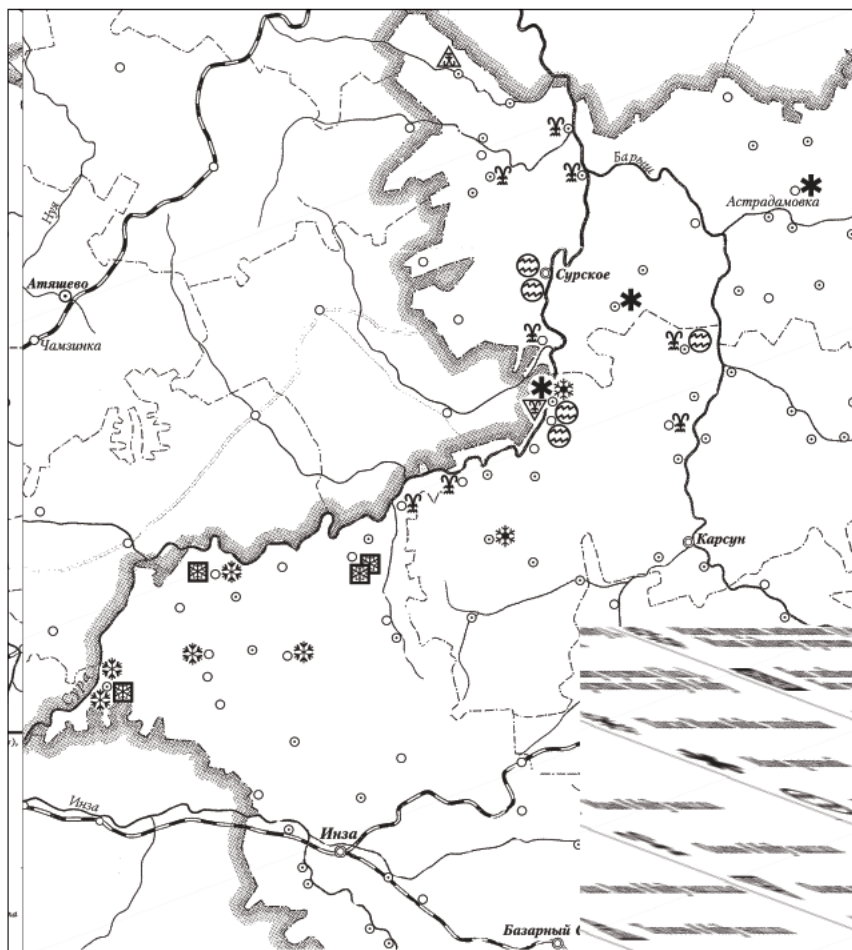 Барыш
Астрадамовка
Нуя
Сурское
Атяшево
Чамзинка
Карсун
Сура
Инза
Инза
Базарный